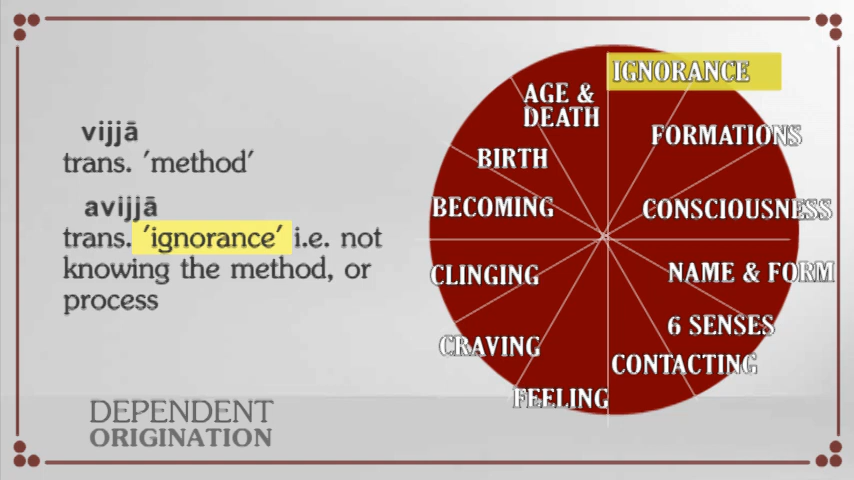 vijjā
trans. 'method'
avijjā
trans. 'ignorance' i.e. not
knowing the method, or
process
DEPENDENT
ORIGINATION
IGNORANCE
FORMATIONS
CONSCIOUSNESS
NAME & FORM
6 SENSES
CONTACTING
FEELING
CRAVING
CLINGING
BECOMING
BIRTH
AGE &
DEATH